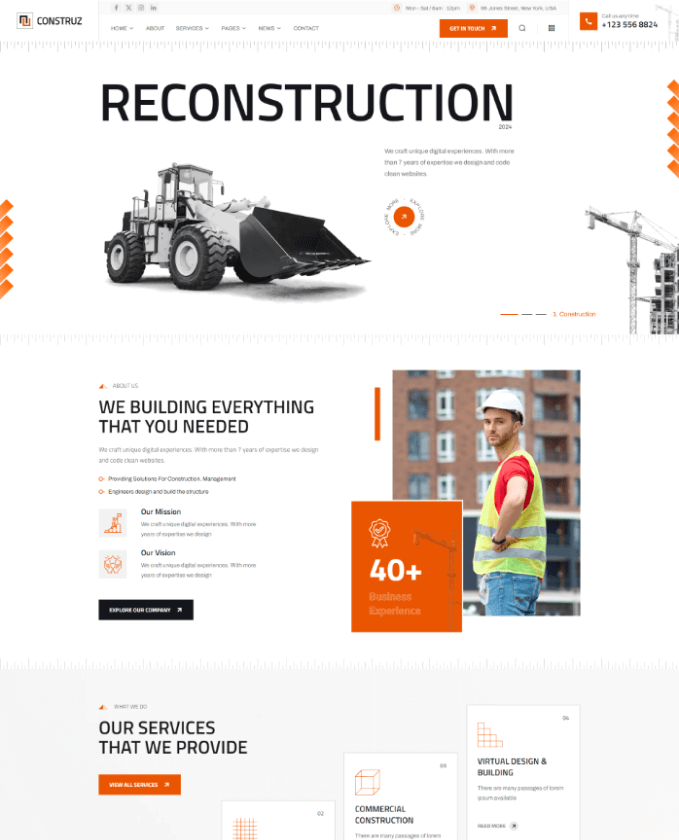 CONSTRUZ
Mon - Sat / 8am : 12pm
96 Jones Street, New York, USA
HOME
ABOUT
SERVICES
PAGES
NEWS
CONTACT
GET IN TOUCH
Call us anytime
+123 556 8824
RECONSTRUCTION
2024
We craft unique digital experiences. With more
than 7 years of expertise we design and code
clean websites.
EXPLORE MORE - EXPLORE MORE -
1. Construction
ABOUT US
WE BUILDING EVERYTHING
THAT YOU NEEDED
We craft unique digital experiences. With more than 7 years of expertise we design
and code clean websites.
Providing Solutions For Construction. Management
Engineers design and build the structure
Our Mission
We craft unique digital experiences. With more
years of expertise we design
Our Vision
We craft unique digital experiences. With more
years of expertise we design
EXPLORE OUR COMPANY
40+
Business
Experience
WHAT WE DO
OUR SERVICES
THAT WE PROVIDE
VIEW ALL SERVICES
02
03
COMMERCIAL
CONSTRUCTION
There are many passages of lorem
04
VIRTUAL DESIGN &
BUILDING
There are many passages of lorem
ipsum available
READ MORE